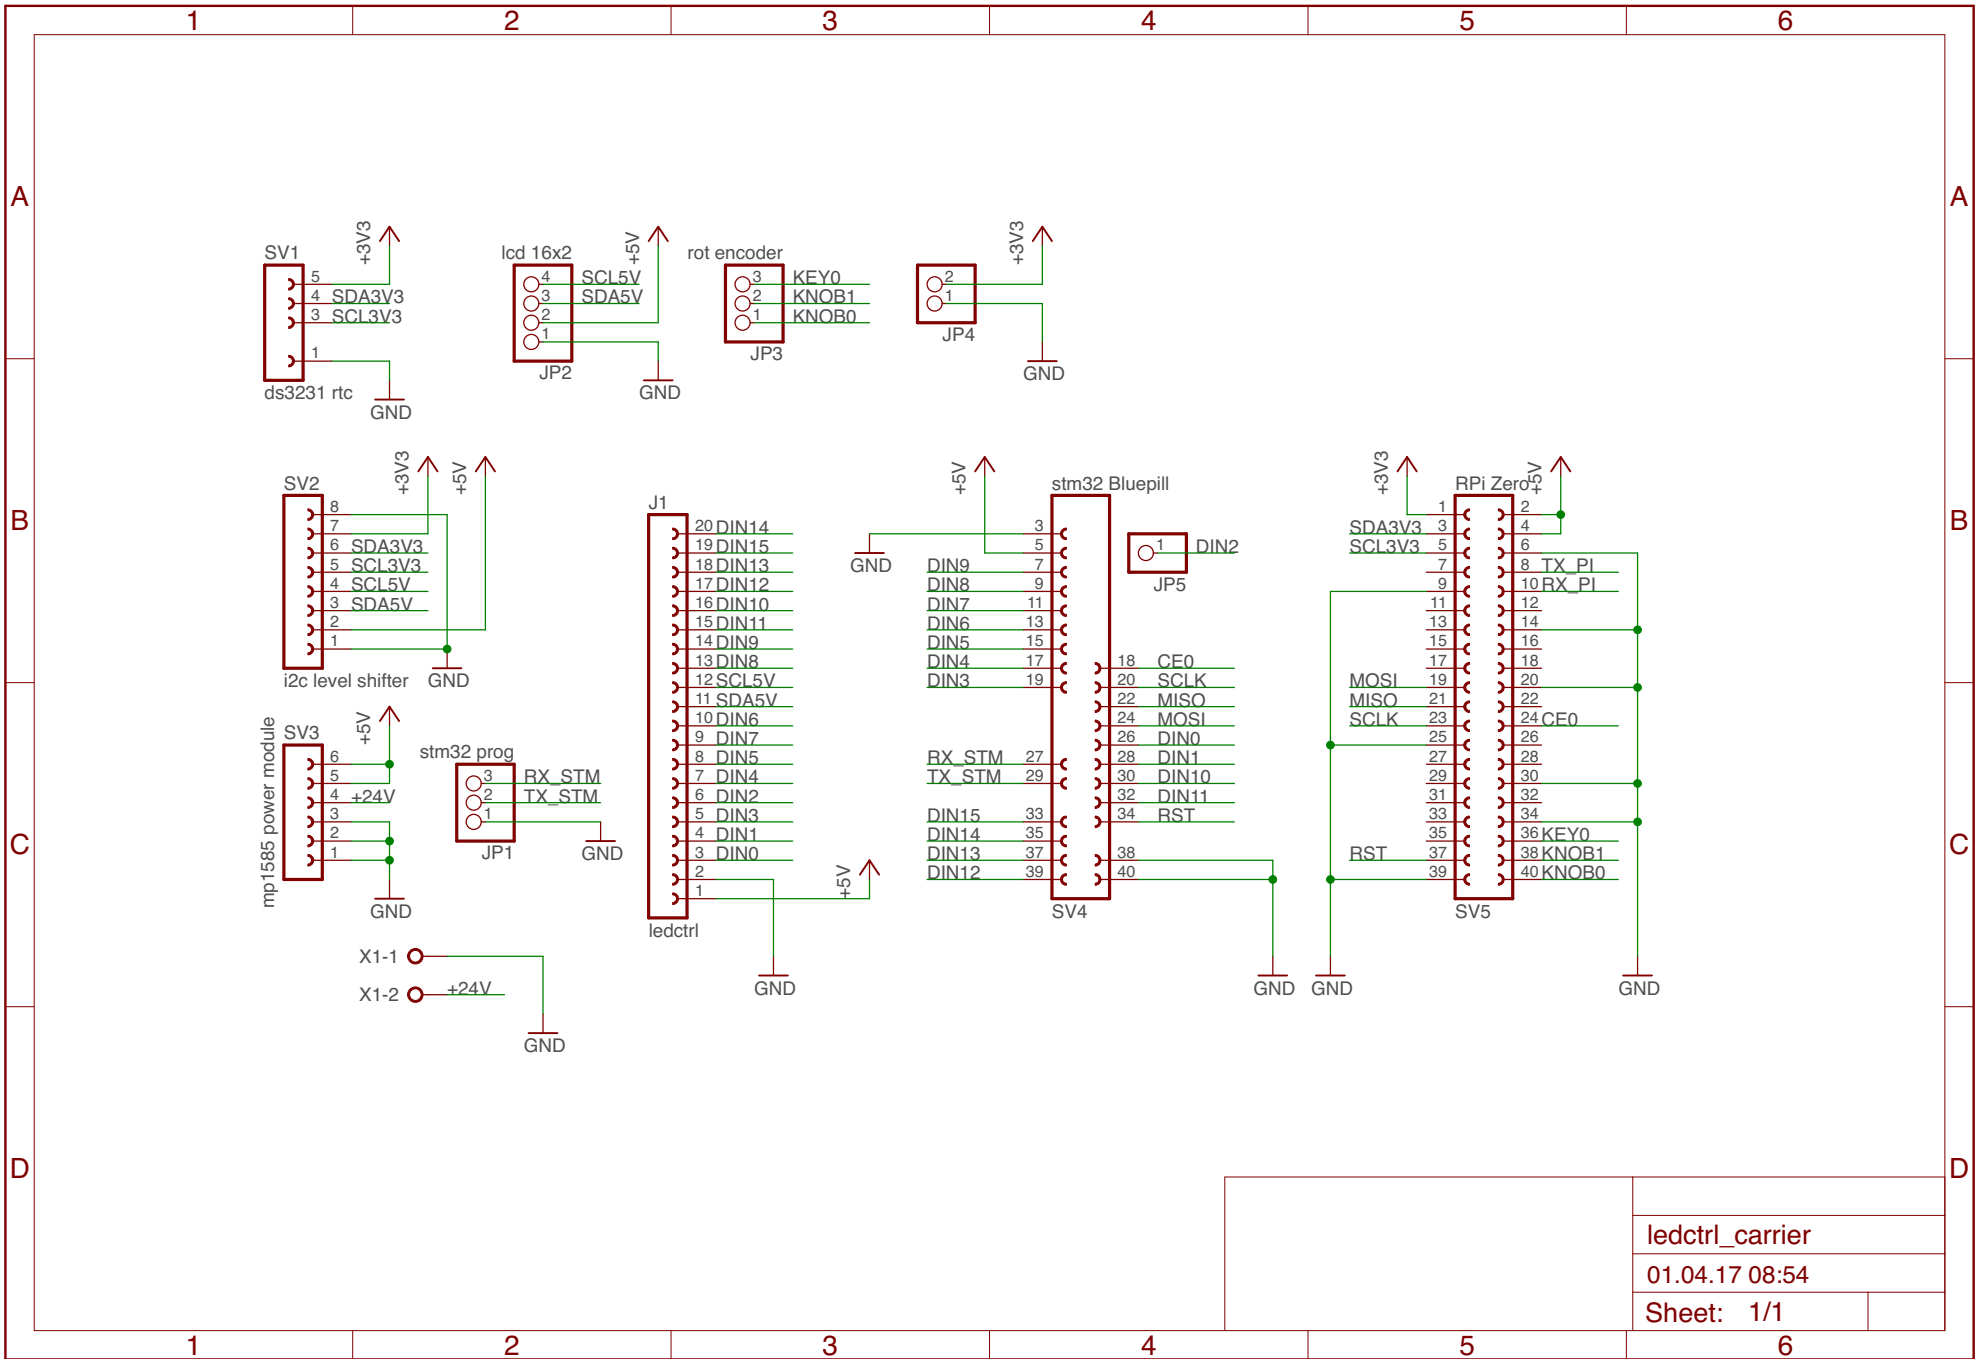 1 2 3 4 5 6
A A
+3V3
SV1
5
4 SDA3V3
3 SCL3V3
1
ds3231 rtc
GND
lcd 16x2
+5V
4 SCL5V
3 SDA5V
2
1
JP2
GND
rot encoder
3 KEY0
2 KNOB1
1 KNOB0
JP3
+3V3
2
1
JP4
GND
B B
+3V3
+5V
SV2
8
7
6 SDA3V3
5 SCL3V3
4 SCL5V
3 SDA5V
2
1
i2c level shifter
GND
+5V
SV3
mp1585 power module
6
5
4 +24V
3
2
1
GND
stm32 prog
3 RX_STM
2 TX_STM
1
JP1
GND
X1-1
X1-2 +24V
GND
J1
20 DIN14
19 DIN15
18 DIN13
17 DIN12
16 DIN10
15 DIN11
14 DIN9
13 DIN8
12 SCL5V
11 SDA5V
10 DIN6
9 DIN7
8 DIN5
7 DIN4
6 DIN2
5 DIN3
4 DIN1
3 DIN0
2
1
+5V
ledctrl
GND
+5V
stm32 Bluepill
GND
3
5
DIN9 7
DIN8 9
DIN7 11
DIN6 13
DIN5 15
DIN4 17
DIN3 19
RX_STM 27
TX_STM 29
DIN15 33
DIN14 35
DIN13 37
DIN12 39
18 CE0
20 SCLK
22 MISO
24 MOSI
26 DIN0
28 DIN1
30 DIN10
32 DIN11
34 RST
38
40
SV4
GND
1 DIN2
JP5
+3V3
RPi Zero
+5V
1
SDA3V3 3
SCL3V3 5
7
9
11
13
15
17
MOSI 19
MISO 21
SCLK 23
25
27
29
31
33
35
RST 37
39
2
4
6
8 TX_PI
10 RX_PI
12
14
16
18
20
22
24 CE0
26
28
30
32
34
36 KEY0
38 KNOB1
40 KNOB0
SV5
GND
GND
C C
D D
ledctrl_carrier
01.04.17 08:54
Sheet: 1/1
1 2 3 4 5 6